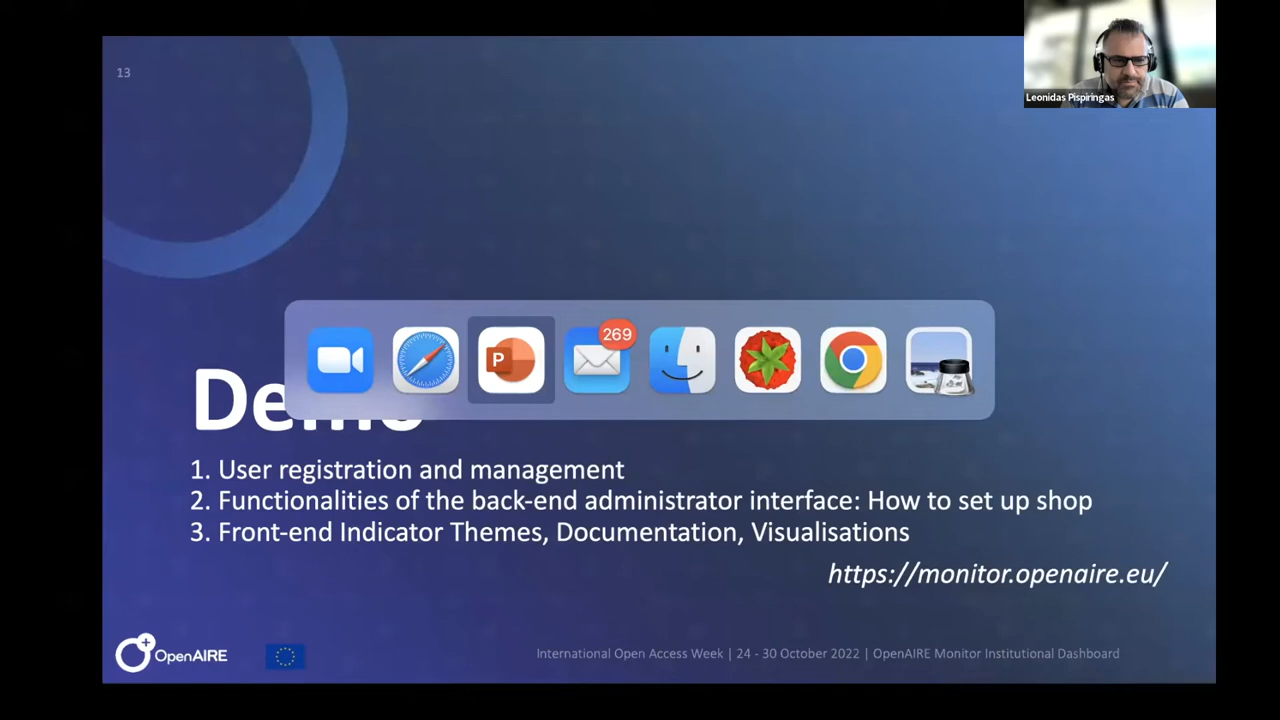 Leonidas Pispiringas
13
269
P
Demo
1. User registration and management
2. Functionalities of the back-end administrator interface: How to set up shop
3. Front-end Indicator Themes, Documentation, Visualisations
https://monitor.openaire.eu/
OpenAIRE
International Open Access Week | 24 - 30 October 2022 | OpenAIRE Monitor Institutional Dashboard